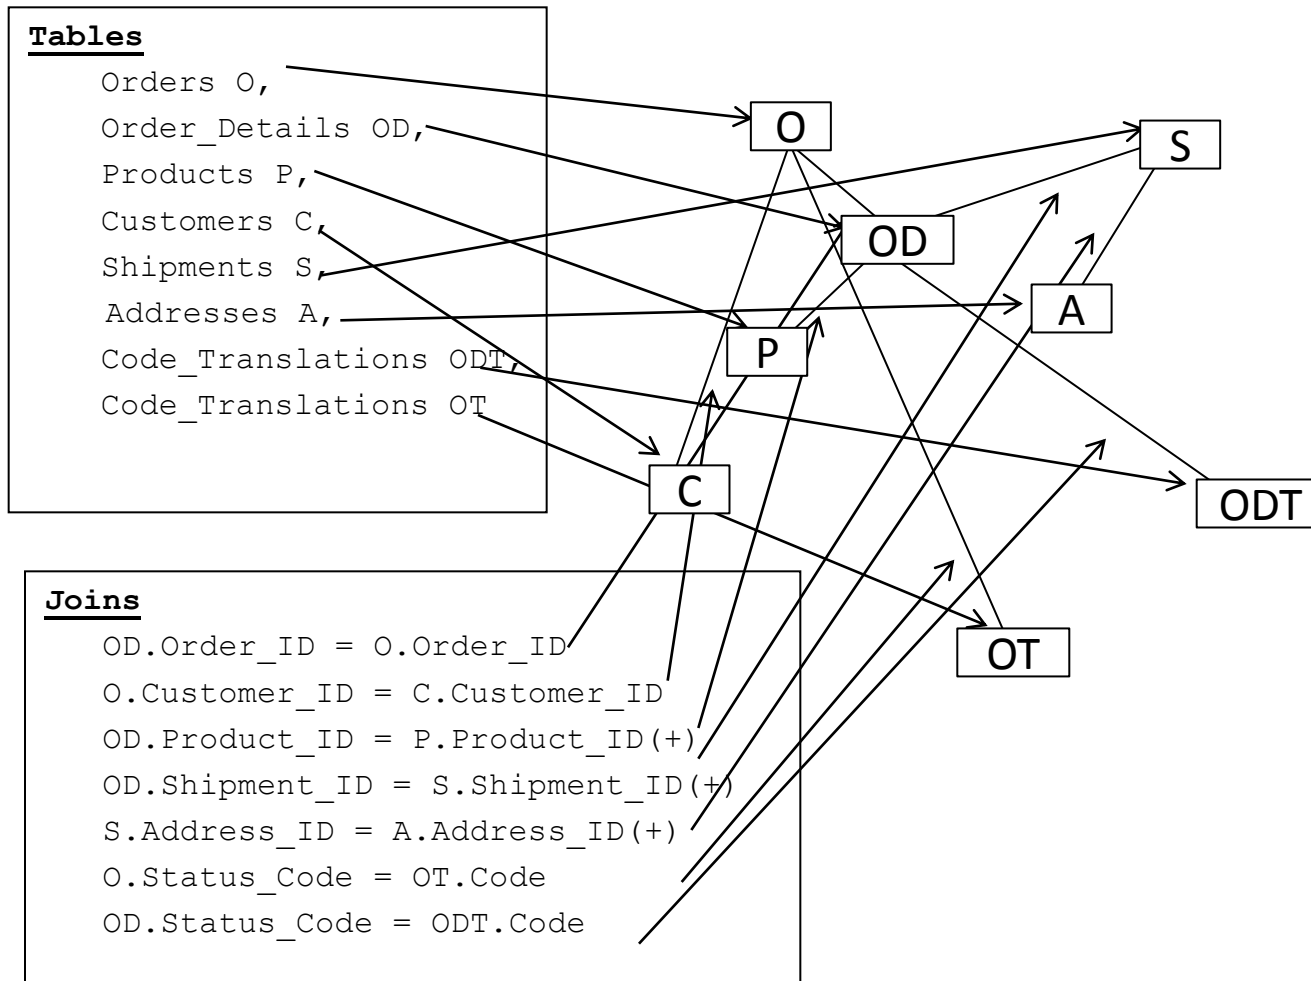 Tables
Orders O,
Order_Details OD,
Products P,
Customers C,
Shipments S,
Addresses A,
Code_Translations ODT,
Code_Translations OT
O
S
OD
A
P
C
ODT
OT
Joins
OD.Order_ID = O.Order_ID
O.Customer_ID = C.Customer_ID
OD.Product_ID = P.Product_ID(+)
OD.Shipment_ID = S.Shipment_ID(+)
S.Address_ID = A.Address_ID(+)
O.Status_Code = OT.Code
OD.Status_Code = ODT.Code